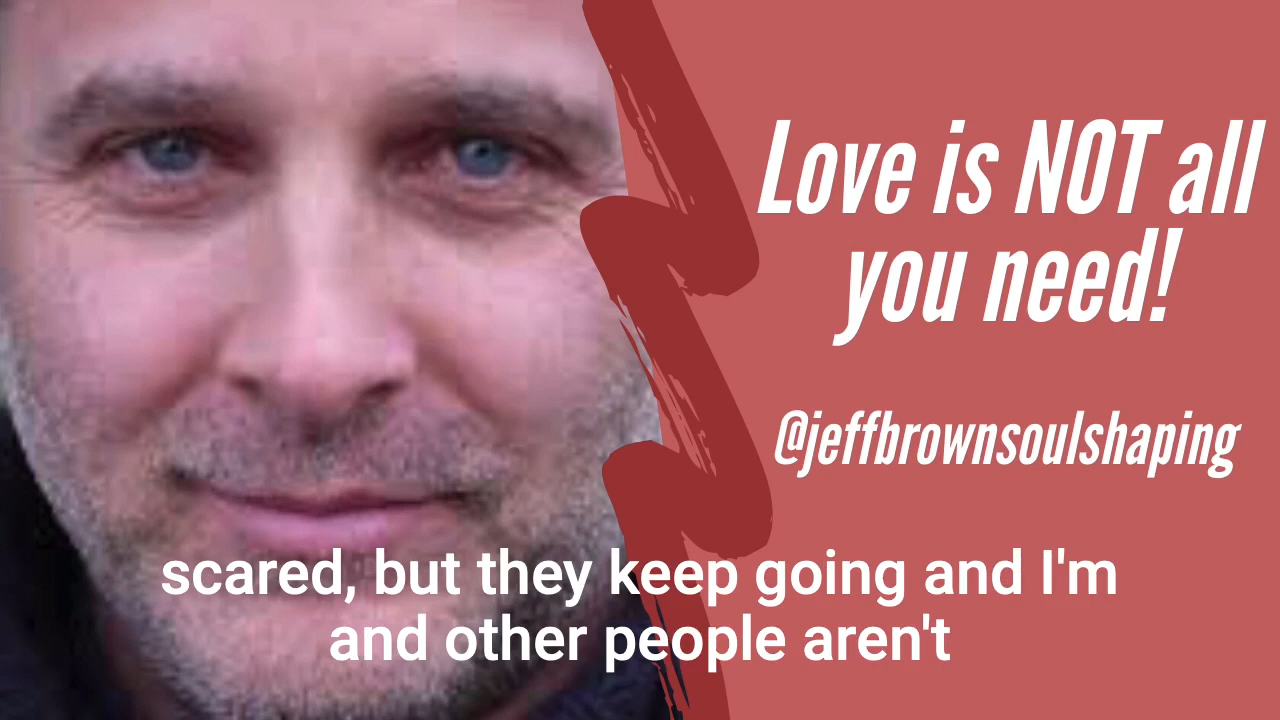 Love is NOT all
you need!
@jeffbrownsoulshaping
scared, but they keep going and I'm
and other people aren't